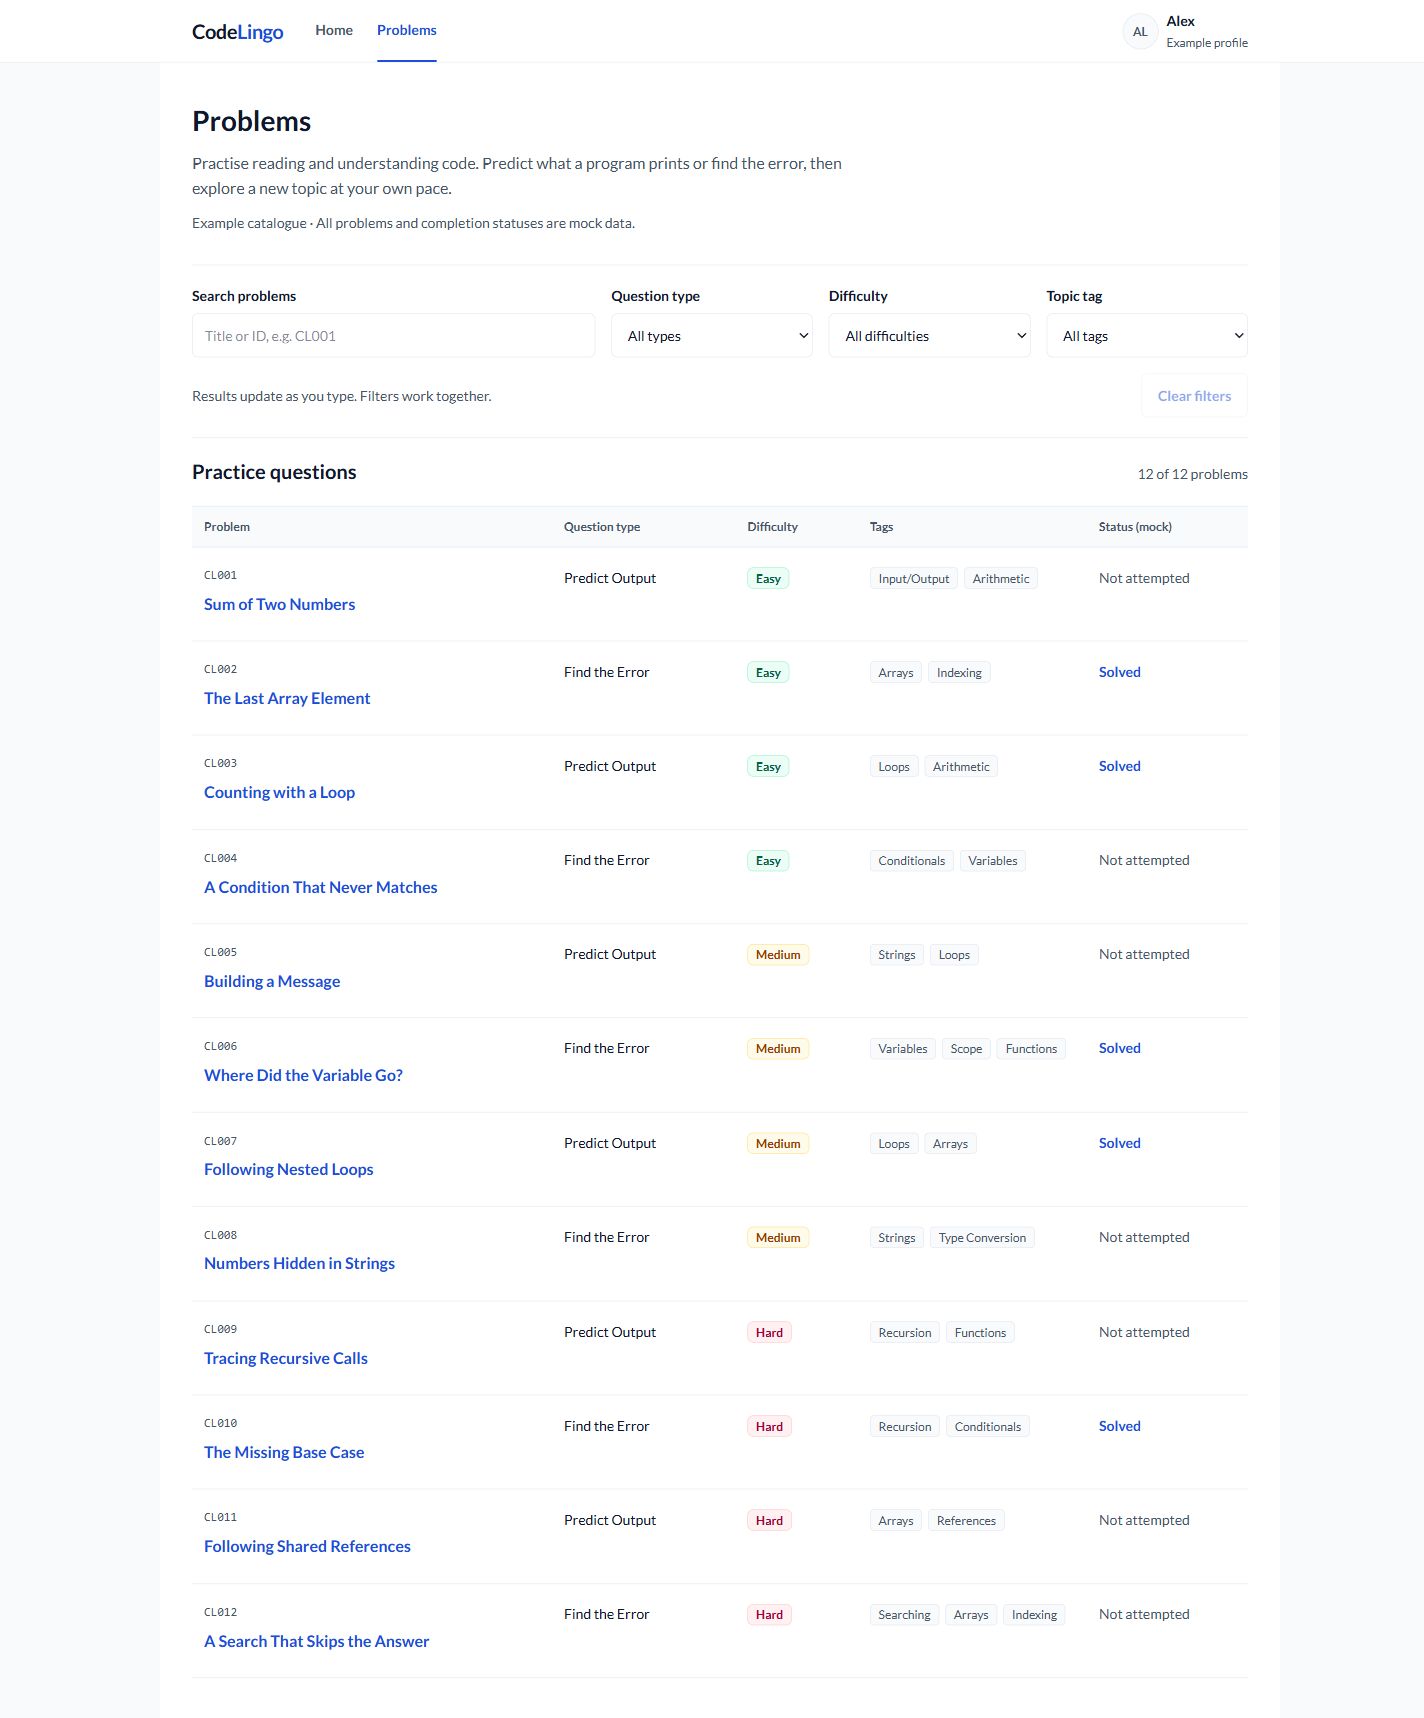 CodeLingo Home Problems AL Alex
Example profile
Problems
Practise reading and understanding code. Predict what a program prints or find the error, then
explore a new topic at your own pace.
Example catalogue · All problems and completion statuses are mock data.
Search problems Question type Difficulty Topic tag
Title or ID, e.g. CL001 All types All difficulties All tags
Results update as you type. Filters work together. Clear filters
Practice questions 12 of 12 problems
Problem Question type Difficulty Tags Status (mock)
CL001 Predict Output Easy Input/Output Arithmetic Not attempted
Sum of Two Numbers
CL002 Find the Error Easy Arrays Indexing Solved
The Last Array Element
CL003 Predict Output Easy Loops Arithmetic Solved
Counting with a Loop
CL004 Find the Error Easy Conditionals Variables Not attempted
A Condition That Never Matches
CL005 Predict Output Medium Strings Loops Not attempted
Building a Message
CL006 Find the Error Medium Variables Scope Functions Solved
Where Did the Variable Go?
CL007 Predict Output Medium Loops Arrays Solved
Following Nested Loops
CL008 Find the Error Medium Strings Type Conversion Not attempted
Numbers Hidden in Strings
CL009 Predict Output Hard Recursion Functions Not attempted
Tracing Recursive Calls
CL010 Find the Error Hard Recursion Conditionals Solved
The Missing Base Case
CL011 Predict Output Hard Arrays References Not attempted
Following Shared References
CL012 Find the Error Hard Searching Arrays Indexing Not attempted
A Search That Skips the Answer